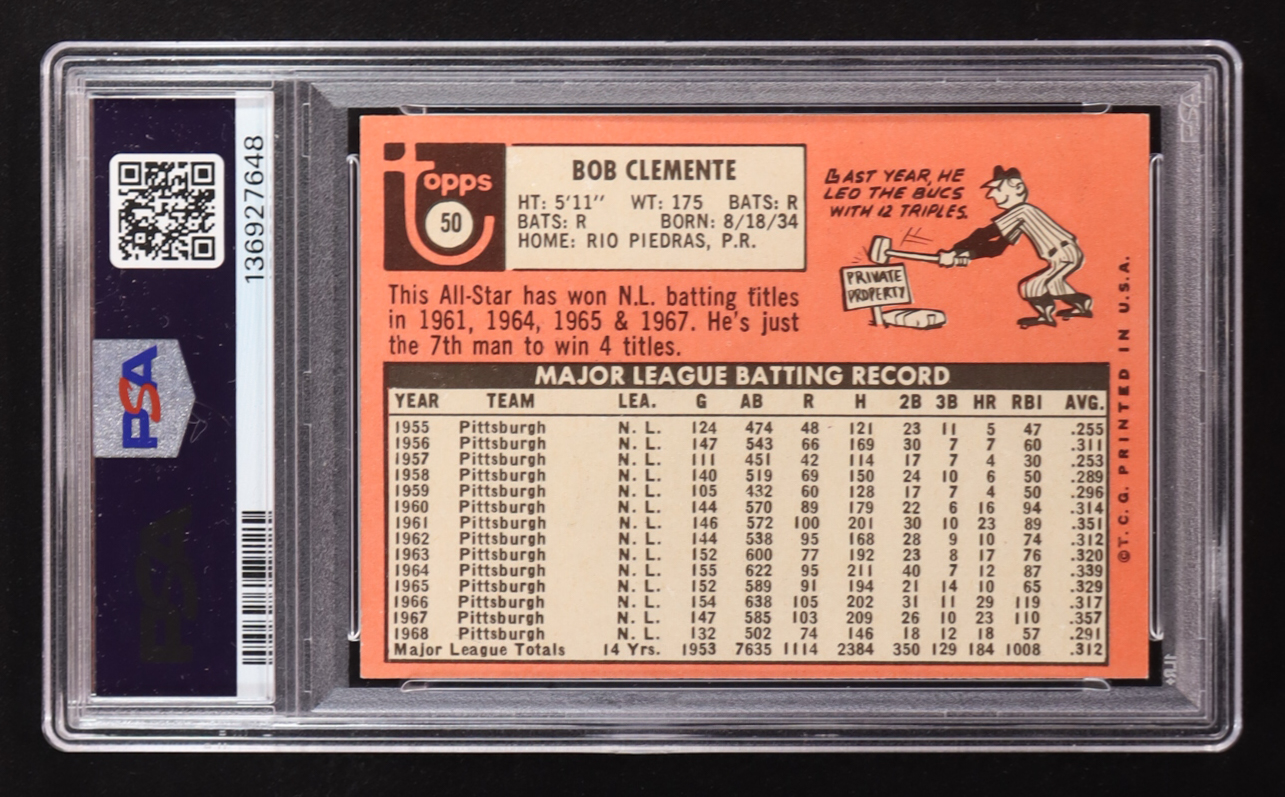 136927648
PSA
PSA
Topps
50
BOB CLEMENTE
HT: 5'11" WT: 175 BATS: R
BATS: R BORN: 8/18/34
HOME: RIO PIEDRAS, P.R.
LAST YEAR, HE
LED THE BUCS
WITH 12 TRIPLES.
PRIVATE
PROPERTY
This All-Star has won N.L. batting titles
in 1961, 1964, 1965 & 1967. He's just
the 7th man to win 4 titles.
MAJOR LEAGUE BATTING RECORD
YEAR TEAM LEA. G AB R H 2B 3B HR RBI AVG.
1955 Pittsburgh N. L. 124 474 48 121 23 11 5 47 .255
1956 Pittsburgh N. L. 147 543 66 169 30 7 7 60 .311
1957 Pittsburgh N. L. 111 451 42 114 17 7 4 30 .253
1958 Pittsburgh N. L. 140 519 69 150 24 10 6 50 .289
1959 Pittsburgh N. L. 105 432 60 128 17 7 4 50 .296
1960 Pittsburgh N. L. 144 570 89 179 22 6 16 94 .314
1961 Pittsburgh N. L. 146 572 100 201 30 10 23 89 .351
1962 Pittsburgh N. L. 144 538 95 168 28 9 10 74 .312
1963 Pittsburgh N. L. 152 600 77 192 23 8 17 76 .320
1964 Pittsburgh N. L. 155 622 95 211 40 7 12 87 .339
1965 Pittsburgh N. L. 152 589 91 194 21 14 10 65 .329
1966 Pittsburgh N. L. 154 638 105 202 31 11 29 119 .317
1967 Pittsburgh N. L. 147 585 103 209 26 10 23 110 .357
1968 Pittsburgh N. L. 132 502 74 146 18 12 18 57 .291
Major League Totals 14 Yrs. 1953 7635 1114 2384 350 129 184 1008 .312
©T.C.G. PRINTED IN U.S.A.
PSA